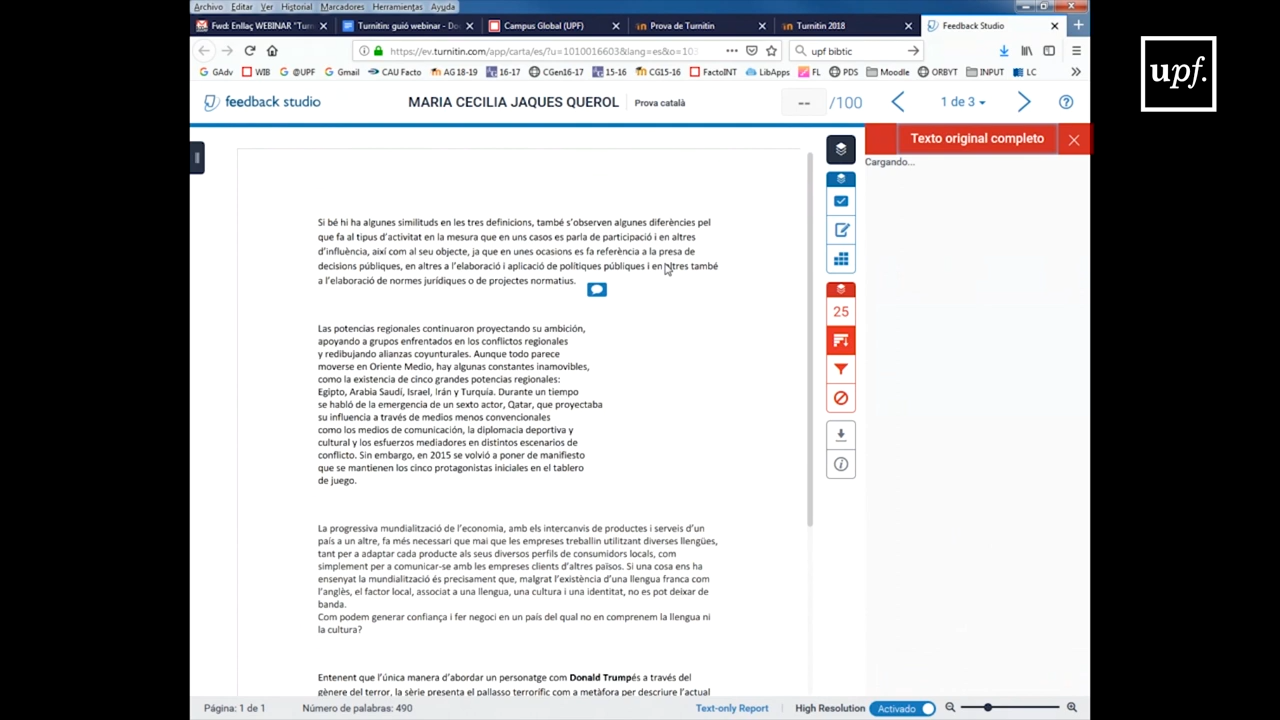 Archivo Editar Ver Historial Marcadores Herramientas Ayuda
Fwd: Enllaç WEBINAR "Turn
Turnitin: guió webinar - Do
Campus Global (UPF)
Prova de Turnitin
Turnitin 2018
Feedback Studio
https://ev.turnitin.com/app/carta/es/?u=1010016603&lang=es&o=10
upf bibtic
upf.
GAdv WIB @UPF Gmail CAU Facto AG 18-19 16-17 CGen16-17 15-16 CG15-16 FactoINT LibApps FL PDS Moodle ORBYT INPUT LC
feedback studio
MARIA CECILIA JAQUES QUEROL
Prova català
-- /100
1 de 3
Texto original completo
Cargando...
Si bé hi ha algunes similituds en les tres definicions, també s'observen algunes diferències pel
que fa al tipus d'activitat en la mesura que en uns casos es parla de participació i en altres
d'influència, així com al seu objecte, ja que en unes ocasions es fa referència a la presa de
decisions públiques, en altres a l'elaboració i aplicació de polítiques públiques i en altres també
a l'elaboració de normes jurídiques o de projectes normatius.
25
Las potencias regionales continuaron proyectando su ambición,
apoyando a grupos enfrentados en los conflictos regionales
y redibujando alianzas coyunturales. Aunque todo parece
moverse en Oriente Medio, hay algunas constantes inamovibles,
como la existencia de cinco grandes potencias regionales:
Egipto, Arabia Saudí, Israel, Irán y Turquía. Durante un tiempo
se habló de la emergencia de un sexto actor, Qatar, que proyectaba
su influencia a través de medios menos convencionales
como los medios de comunicación, la diplomacia deportiva y
cultural y los esfuerzos mediadores en distintos escenarios de
conflicto. Sin embargo, en 2015 se volvió a poner de manifiesto
que se mantienen los cinco protagonistas iniciales en el tablero
de juego.
La progressiva mundialització de l'economia, amb els intercanvis de productes i serveis d'un
país a un altre, fa més necessari que mai que les empreses treballin utilitzant diverses llengües,
tant per a adaptar cada producte als seus diversos perfils de consumidors locals, com
simplement per a comunicar-se amb les empreses clients d'altres països. Si una cosa ens ha
ensenyat la mundialització és precisament que, malgrat l'existència d'una llengua franca com
l'anglès, el factor local, associat a una llengua, una cultura i una identitat, no es pot deixar de
banda.
Com podem generar confiança i fer negoci en un país del qual no en comprenem la llengua ni
la cultura?
Entenent que l'única manera d'abordar un personatge com Donald Trumpés a través del
gènere del terror, la sèrie presenta el pallasso terrorífic com a metàfora per descriure l'actual
Página: 1 de 1
Número de palabras: 490
Text-only Report
High Resolution
Activado